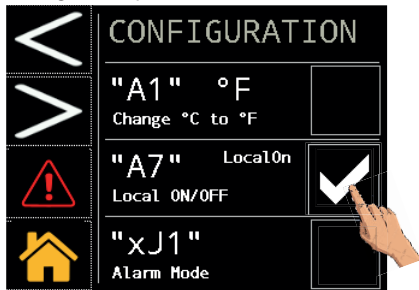 CONFIGURATION
"A1" °F
Change °C to °F
"A7" LocalOn
Local ON/OFF
"xJ1"
Alarm Mode